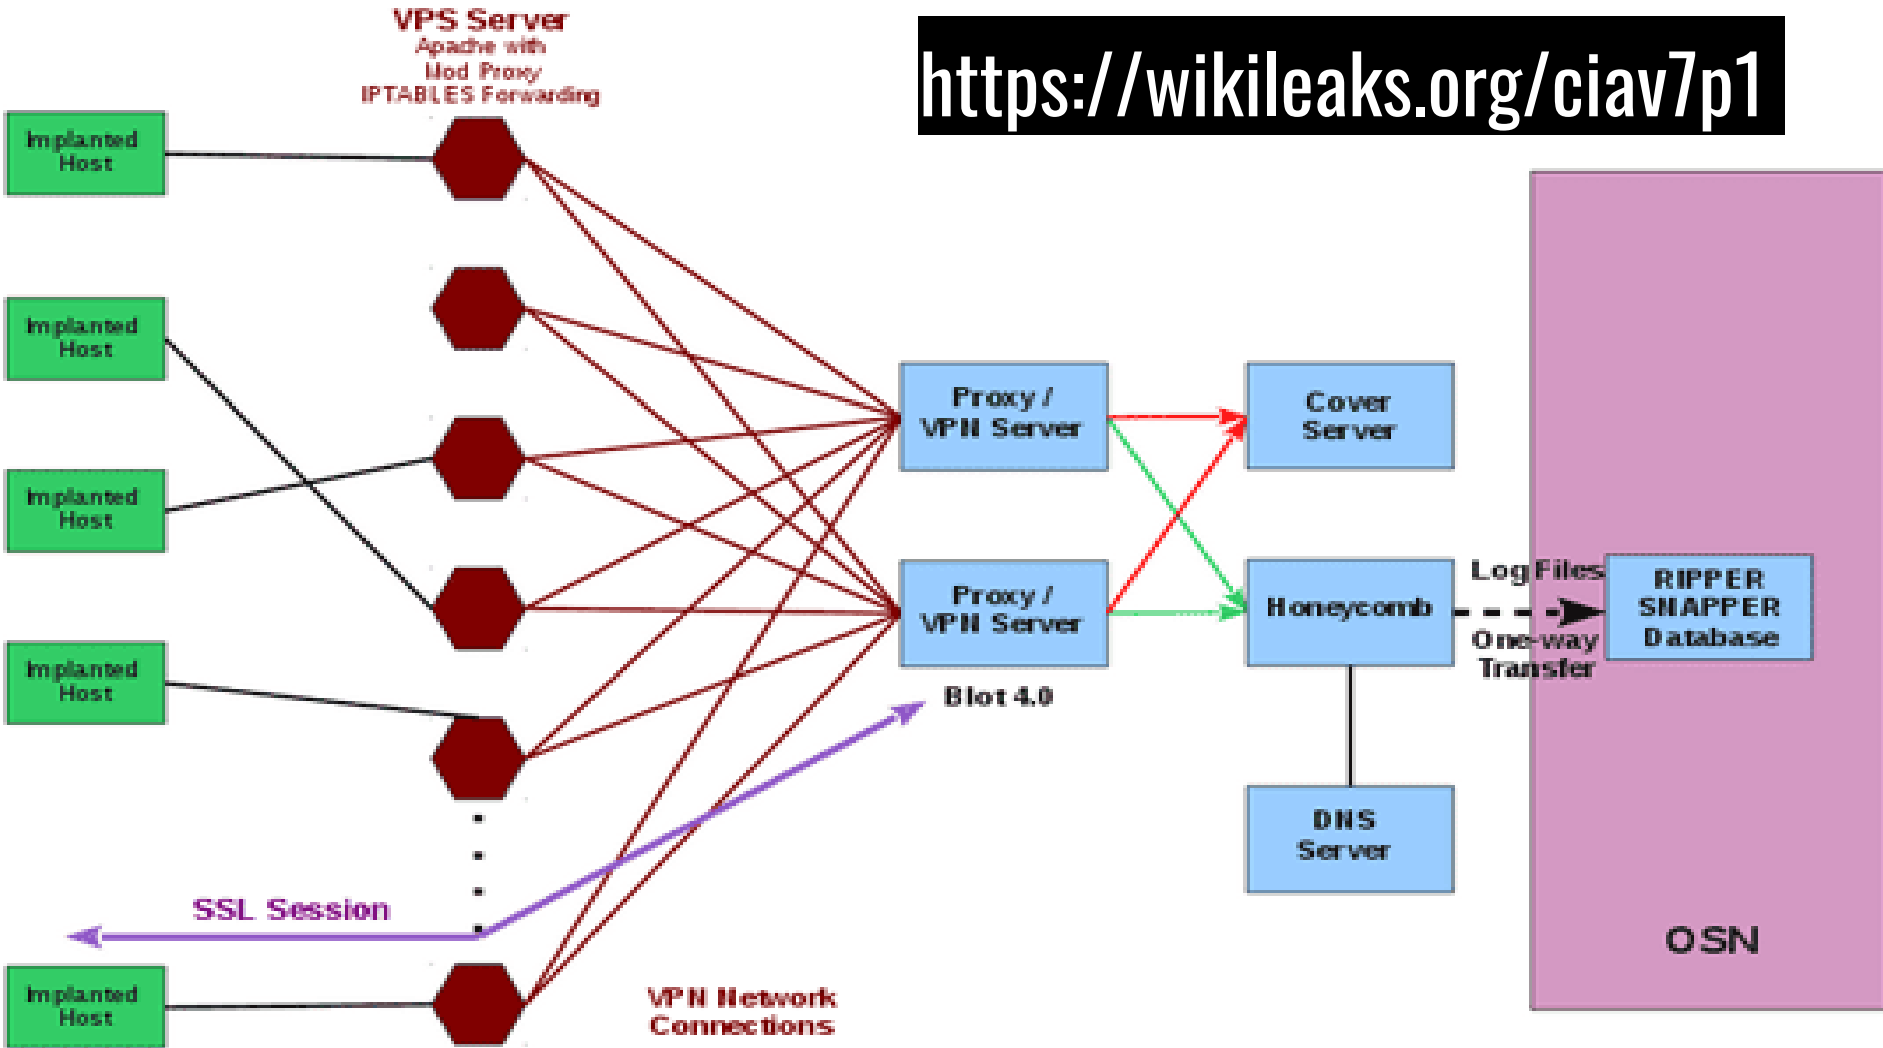 VPS Server
Apache with
Mod Proxy
IPTABLES Forwarding
https://wikileaks.org/ciav7p1
Implanted
Host
Implanted
Host
Implanted
Host
Implanted
Host
Implanted
Host
Proxy /
VPN Server
Cover
Server
Proxy /
VPN Server
Honeycomb
Log Files
One-way
Transfer
RIPPER
SNAPPER
Database
Blot 4.0
DNS
Server
SSL Session
VPN Network
Connections
OSN